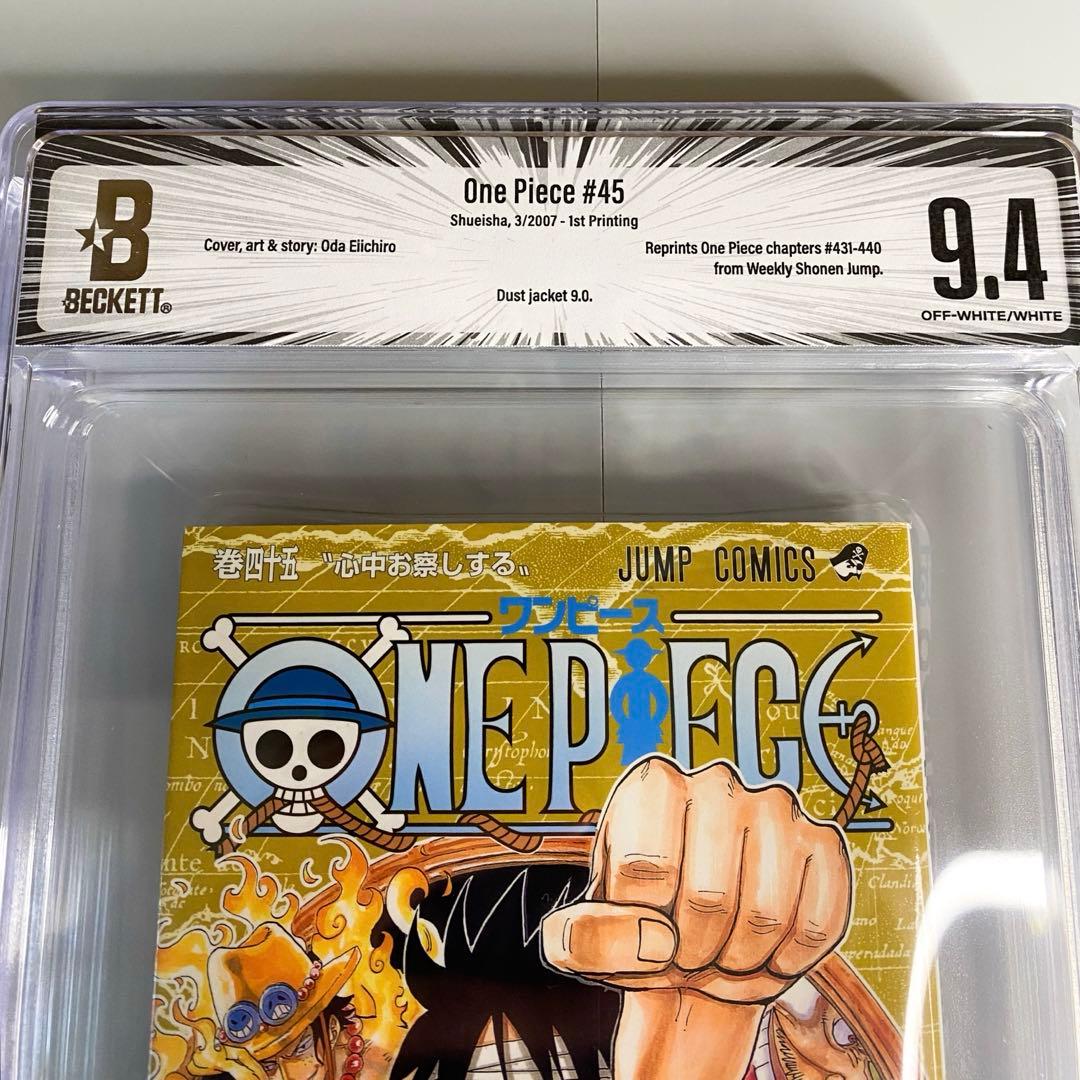 B
BECKETT®
One Piece #45
Shueisha, 3/2007 - 1st Printing
Cover, art & story: Oda Eiichiro
Reprints One Piece chapters #431-440
from Weekly Shonen Jump.
Dust jacket 9.0.
9.4
OFF-WHITE/WHITE
巻四十五 〝心中お察しする〟
JUMP COMICS
ワンピース
ONE PIECE